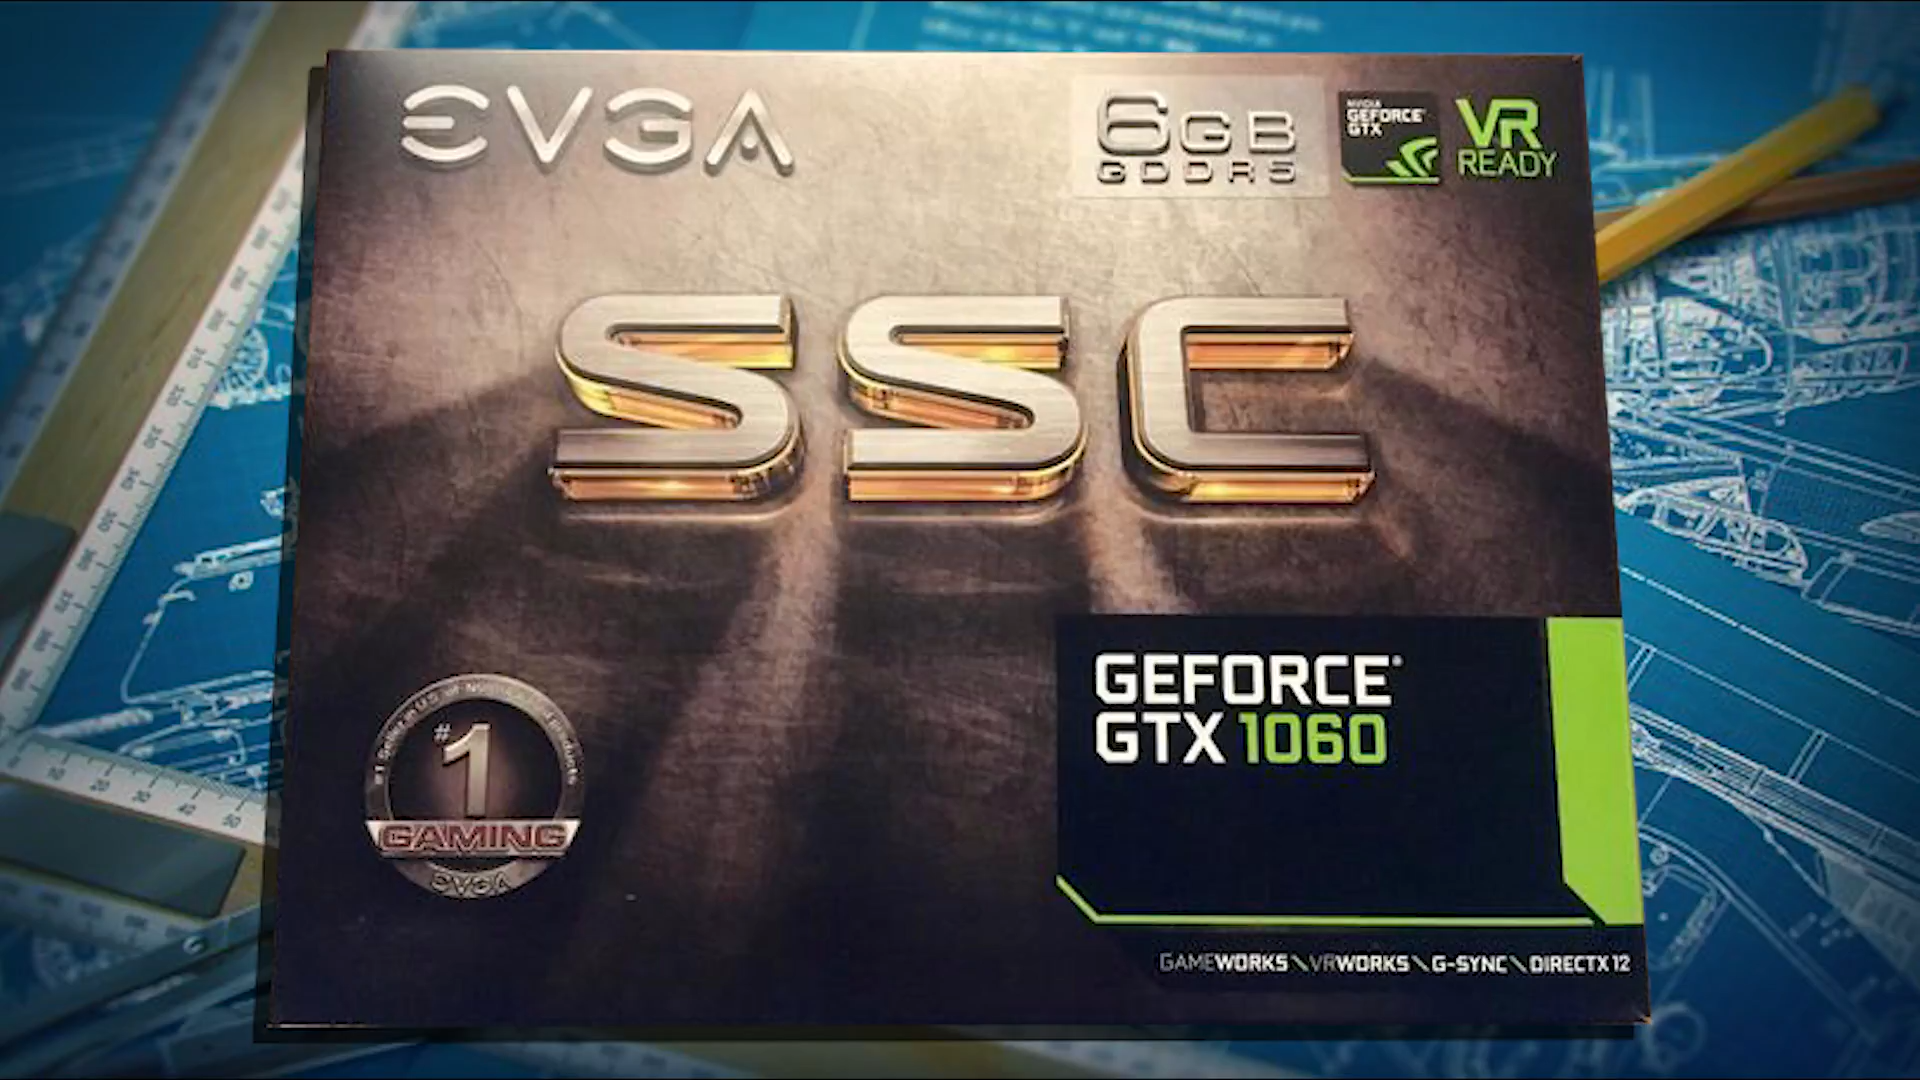 EVGA
6GB
GDDR5
NVIDIA
GEFORCE
GTX
VR
READY
SSC
GEFORCE®
GTX 1060
#1
GAMING
EVGA
GAMEWORKS \ VRWORKS \ G-SYNC \ DIRECTX 12